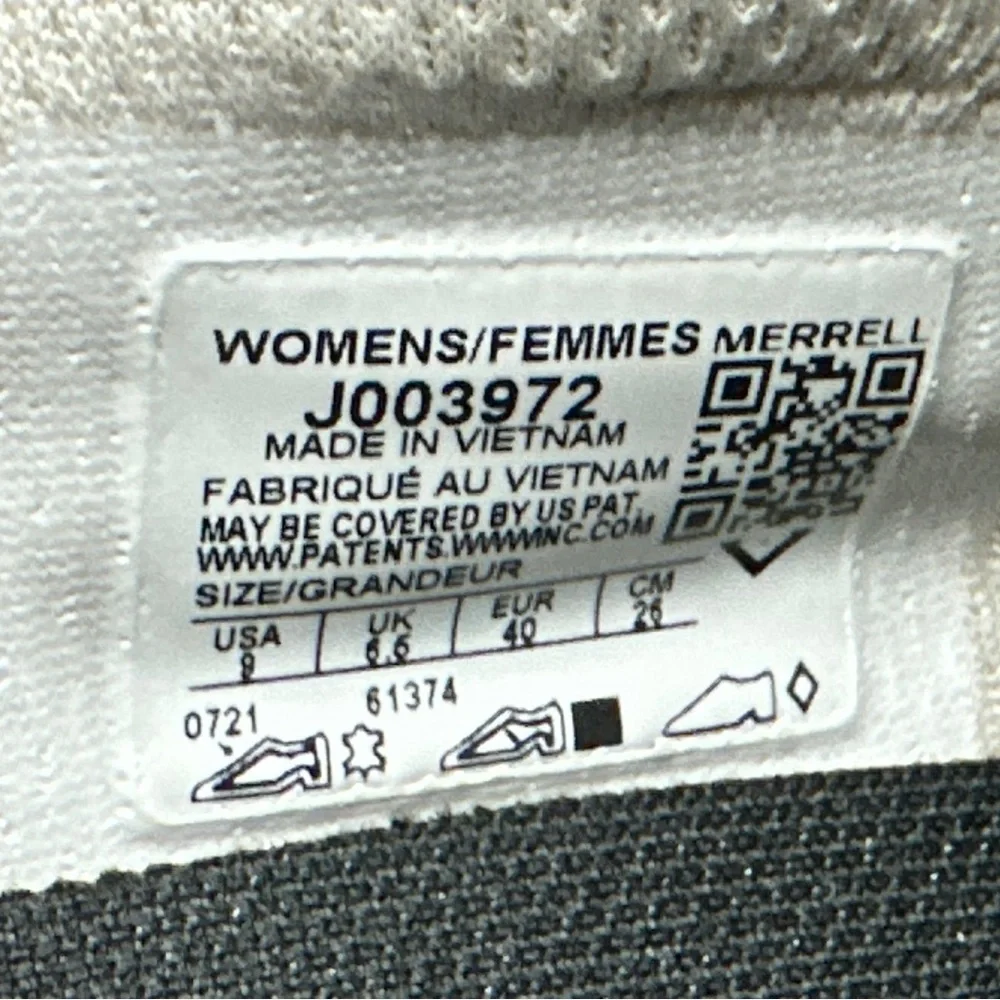 WOMENS/FEMMES MERRELL
J003972
MADE IN VIETNAM
FABRIQUÉ AU VIETNAM
MAY BE COVERED BY US PAT.
WWW.PATENTS.WWWINC.COM
SIZE/GRANDEUR
USA UK EUR CM
9 6.5 40 26
0721 61374